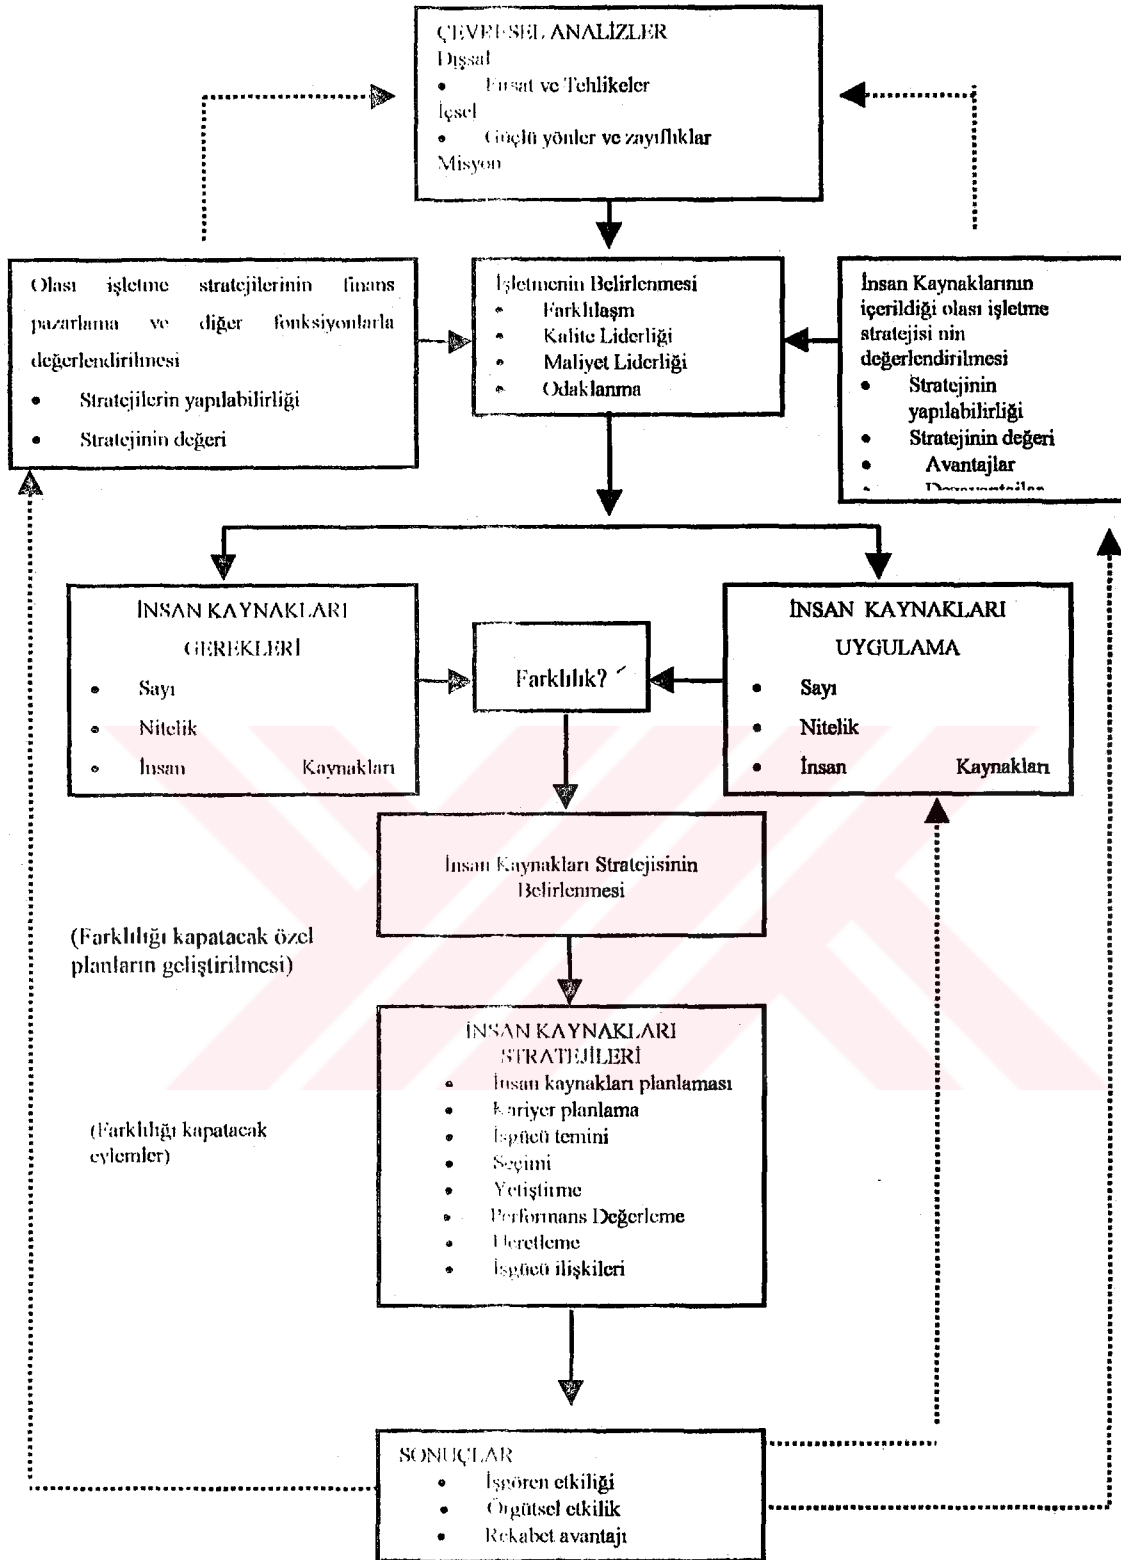 ÇEVRESEL ANALİZLER
Dışsal
• Fırsat ve Tehlikeler
İçsel
• Güçlü yönler ve zayıflıklar
Misyon
Olası işletme stratejilerinin finans
pazarlama ve diğer fonksiyonlarla
değerlendirilmesi
• Stratejilerin yapılabilirliği
• Stratejinin değeri
İşletmenin Belirlenmesi
• Farklılaşm
• Kalite Liderliği
• Maliyet Liderliği
• Odaklanma
İnsan Kaynaklarının
içerildiği olası işletme
stratejisi nin
değerlendirilmesi
• Stratejinin
yapılabilirliği
• Stratejinin değeri
• Avantajlar
• Dezavantajlar
İNSAN KAYNAKLARI
GEREKLERİ
• Sayı
• Nitelik
• İnsan Kaynakları
Farklılık?
İNSAN KAYNAKLARI
UYGULAMA
• Sayı
• Nitelik
• İnsan Kaynakları
İnsan Kaynakları Stratejisinin
Belirlenmesi
(Farklılığı kapatacak özel
planların geliştirilmesi)
İNSAN KAYNAKLARI
STRATEJİLERİ
• İnsan kaynakları planlaması
• Kariyer planlama
• İşgücü temini
• Seçimi
• Yetiştirme
• Performans Değerleme
• Ücretleme
• İşgücü ilişkileri
(Farklılığı kapatacak
eylemler)
SONUÇLAR
• İşgören etkiliği
• Örgütsel etkilik
• Rekabet avantajı